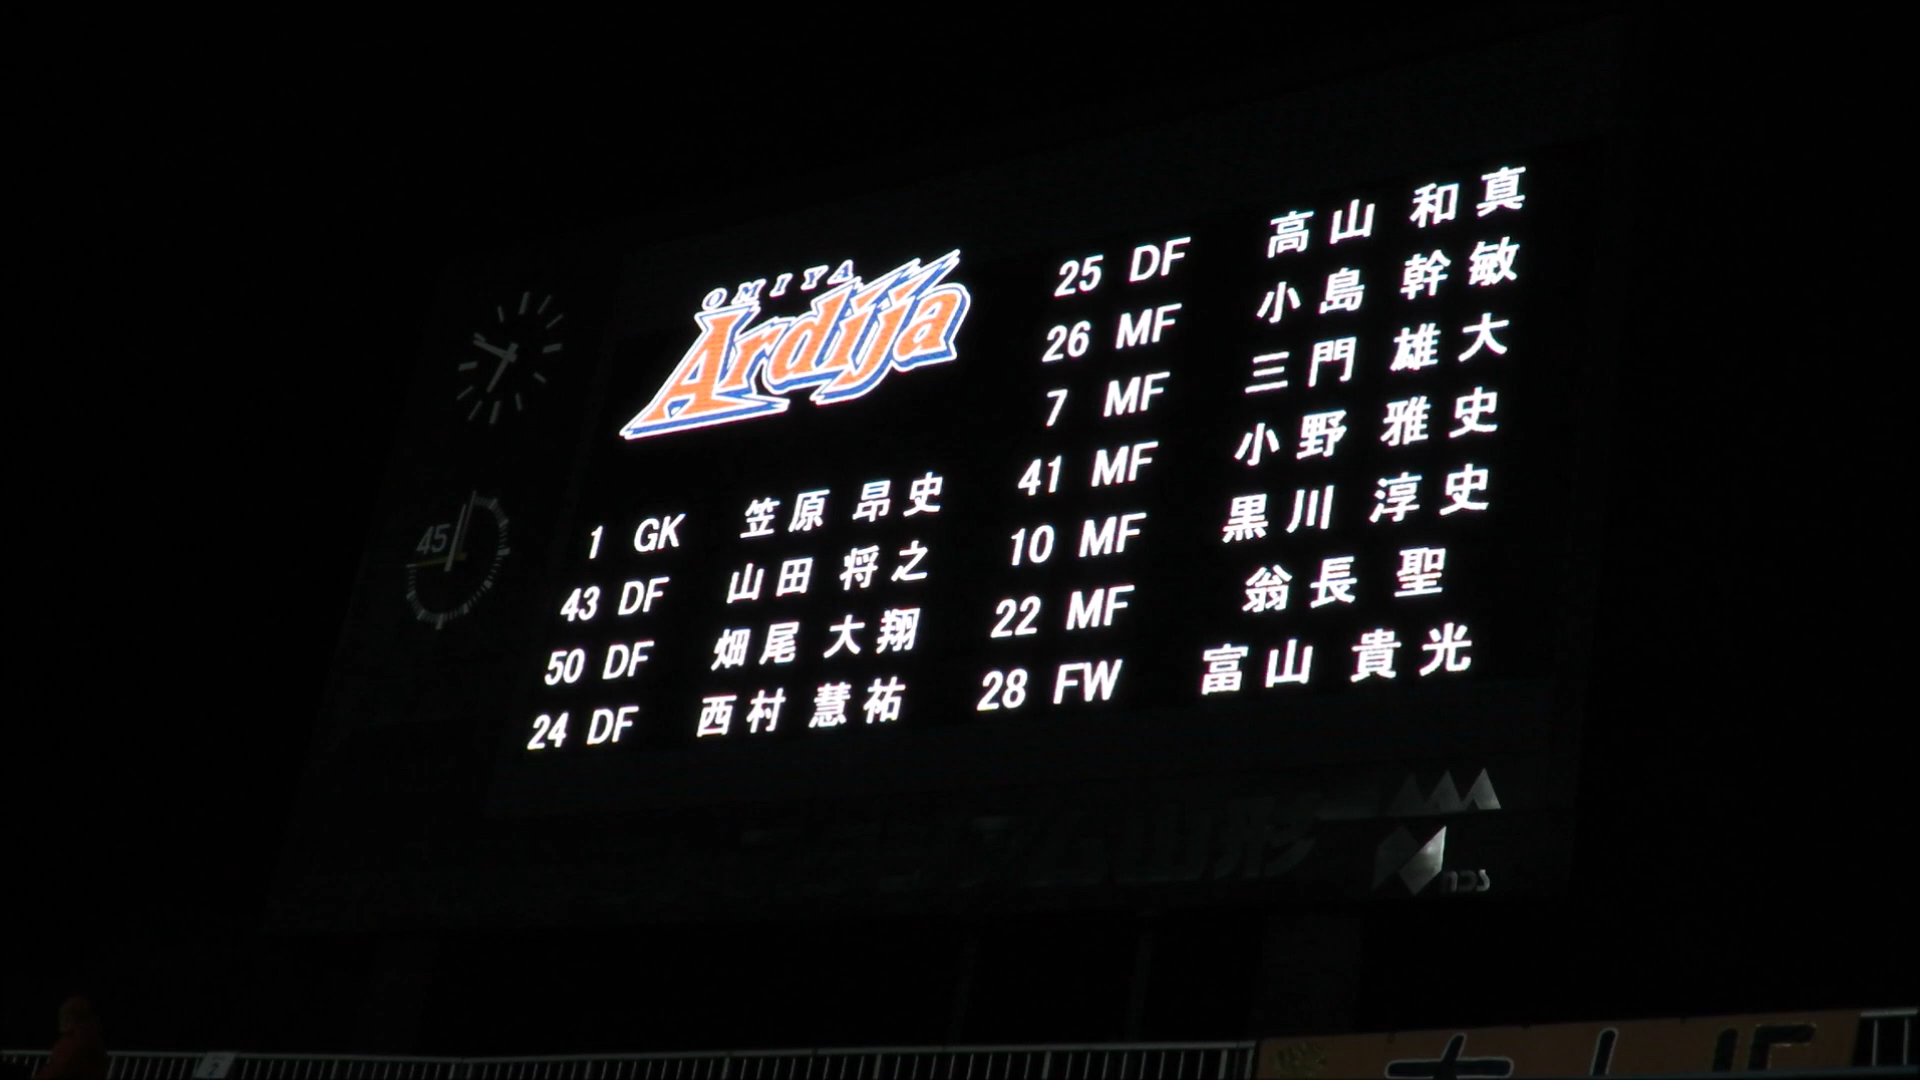 OMIYA
Ardija
1 GK 笠原 昂史
43 DF 山田 将之
50 DF 畑尾 大翔
24 DF 西村 慧祐
25 DF 高山 和真
26 MF 小島 幹敏
7 MF 三門 雄大
41 MF 小野 雅史
10 MF 黒川 淳史
22 MF 翁長 聖
28 FW 富山 貴光
45
NDS